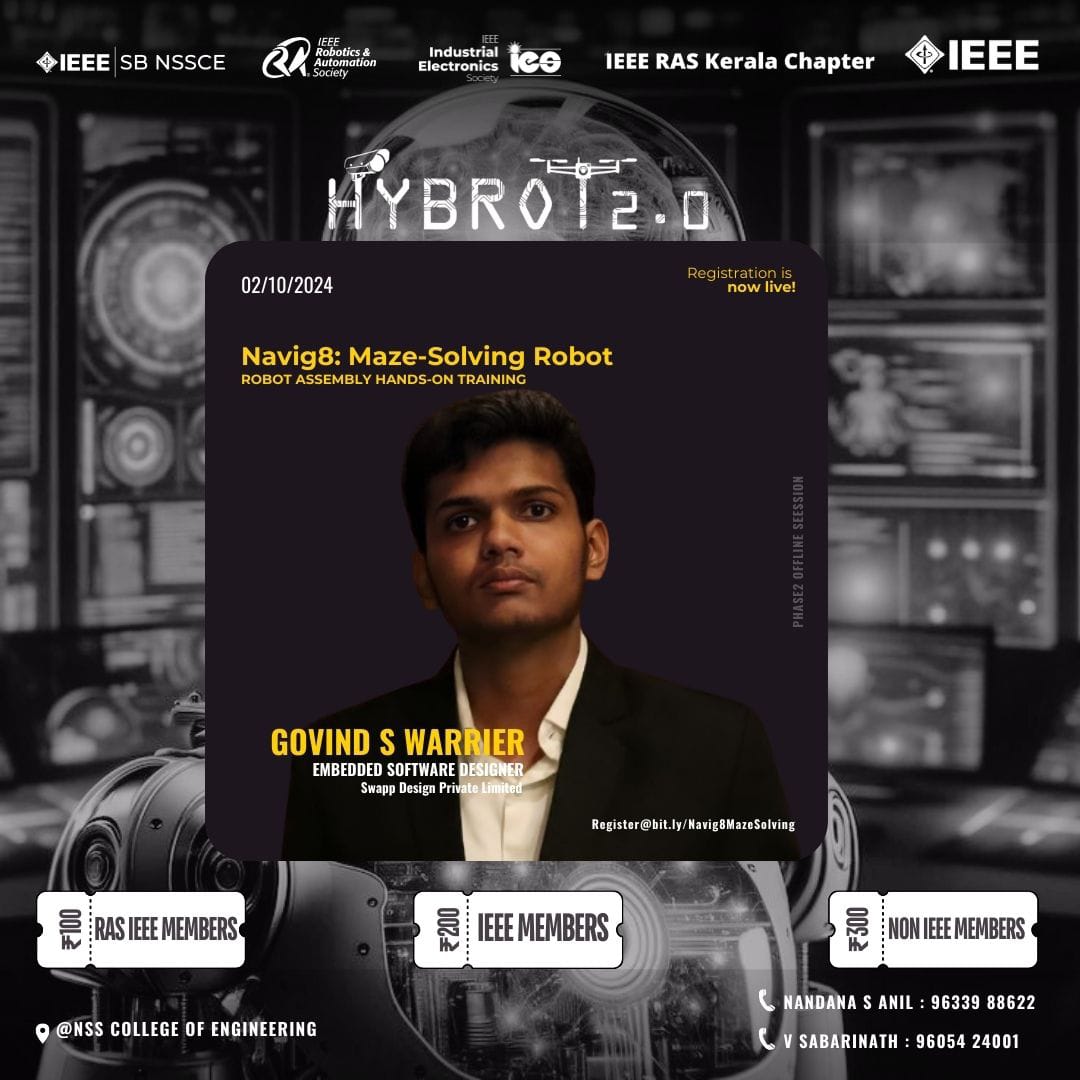 IEEE SB NSSCE
IEEE
Robotics &
Automation
Society
IEEE
Industrial
Electronics
Society
ies
IEEE RAS Kerala Chapter
IEEE
HYBROT 2.0
02/10/2024
Registration is
now live!
Navig8: Maze-Solving Robot
ROBOT ASSEMBLY HANDS-ON TRAINING
PHASE2 OFFLINE SEESSION
GOVIND S WARRIER
EMBEDDED SOFTWARE DESIGNER
Swapp Design Private Limited
Register@bit.ly/Navig8MazeSolving
₹100 RAS IEEE MEMBERS
₹200 IEEE MEMBERS
₹300 NON IEEE MEMBERS
@NSS COLLEGE OF ENGINEERING
NANDANA S ANIL : 96339 88622
V SABARINATH : 96054 24001